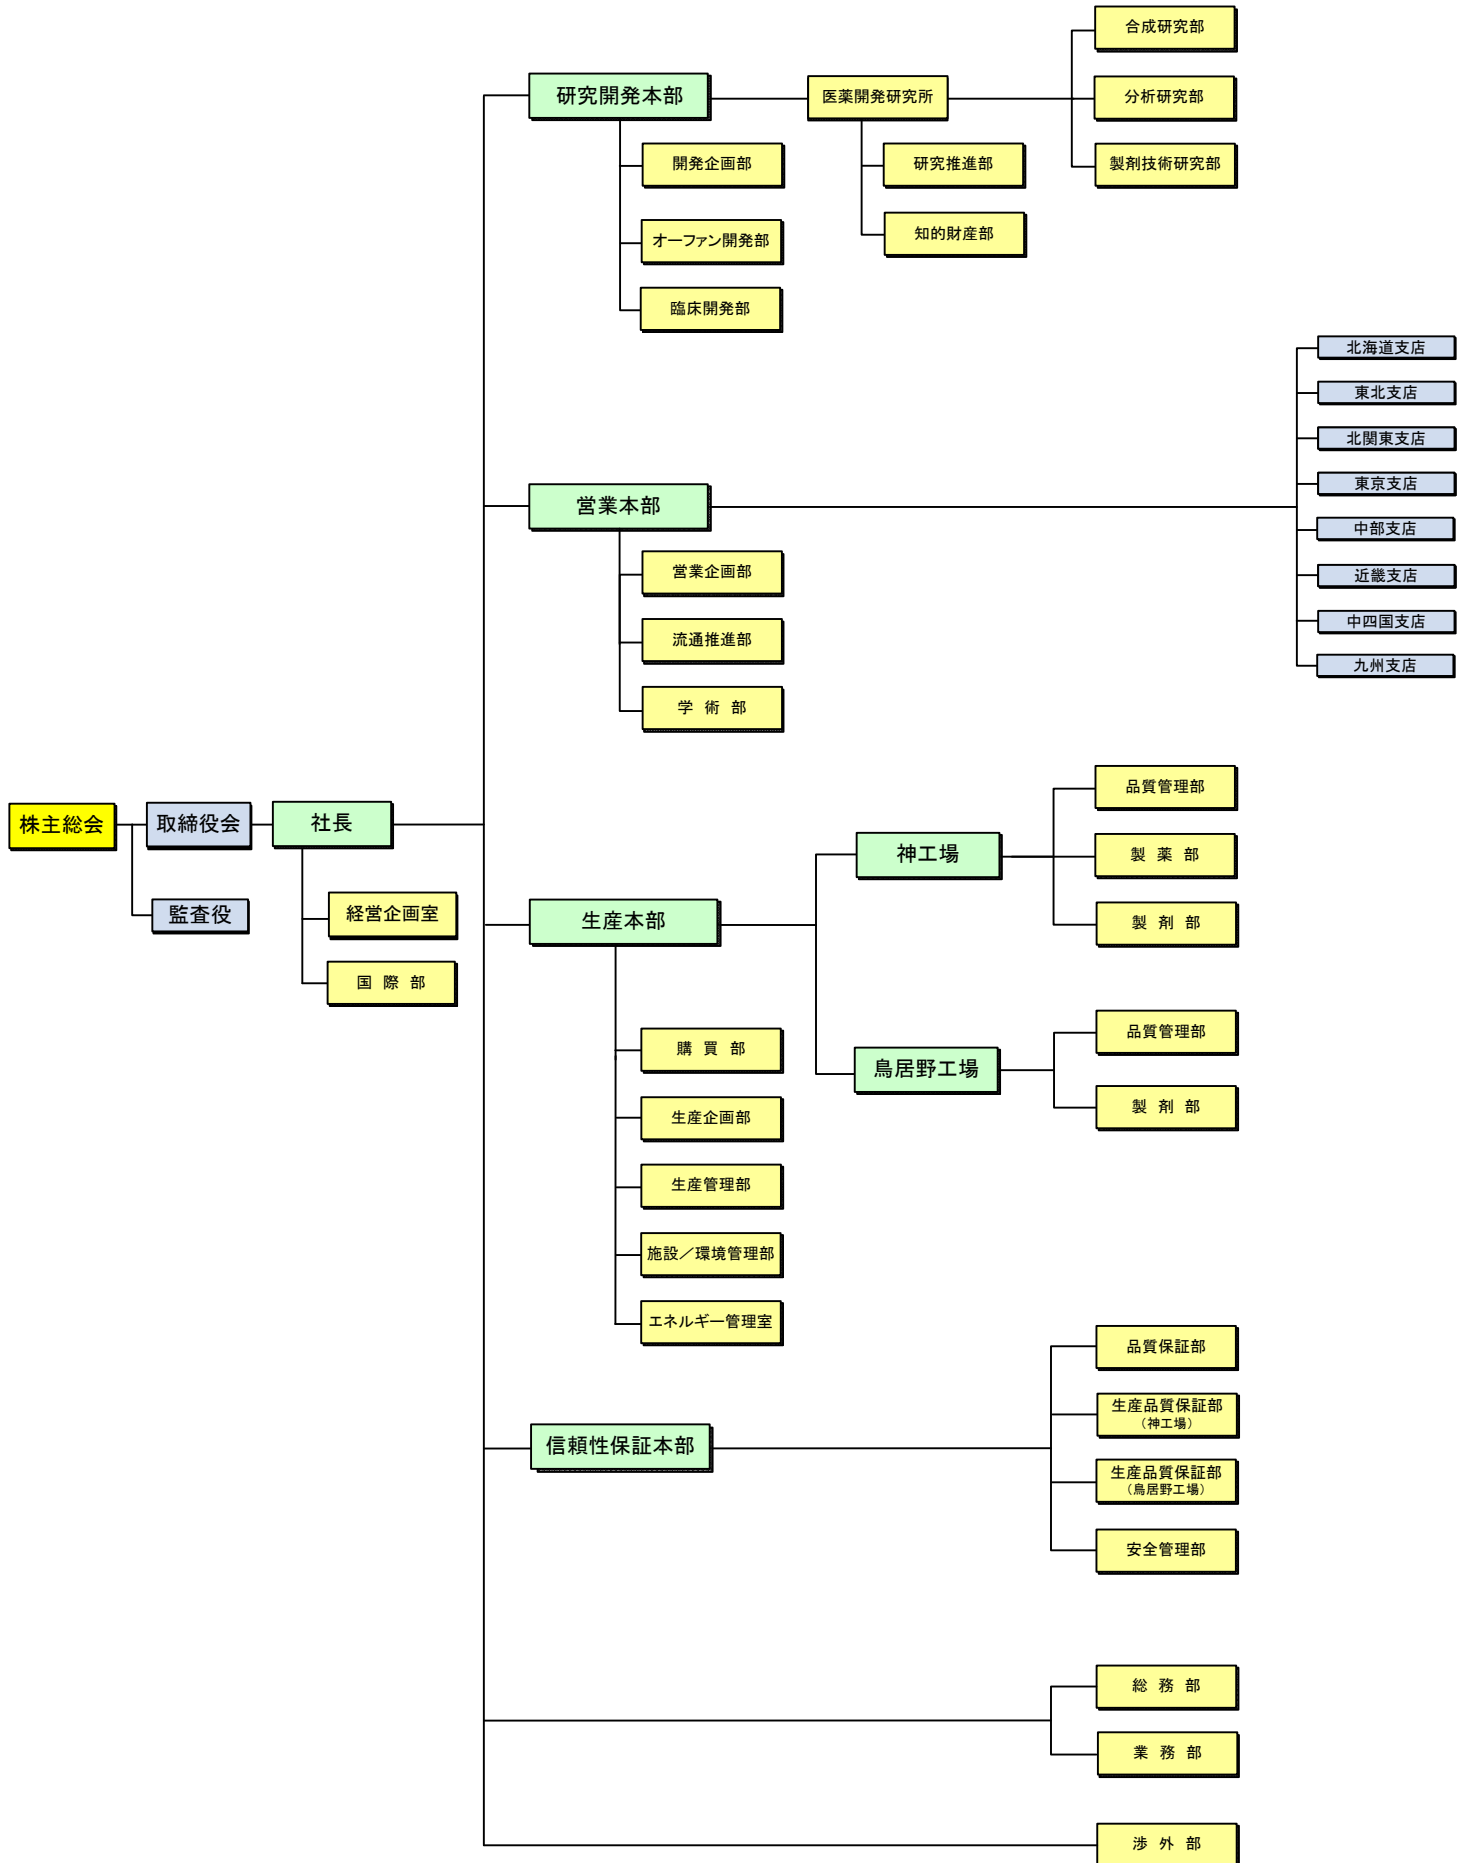 合成研究部
研究開発本部
医薬開発研究所
分析研究部
開発企画部
研究推進部
製剤技術研究部
オーファン開発部
知的財産部
臨床開発部
北海道支店
東北支店
北関東支店
東京支店
営業本部
中部支店
営業企画部
近畿支店
中四国支店
流通推進部
九州支店
学 術 部
品質管理部
株主総会
取締役会
社長
神工場
製 薬 部
監査役
経営企画室
生産本部
製 剤 部
国 際 部
品質管理部
購 買 部
鳥居野工場
製 剤 部
生産企画部
生産管理部
施設／環境管理部
エネルギー管理室
品質保証部
生産品質保証部
（神工場）
信頼性保証本部
生産品質保証部
（鳥居野工場）
安全管理部
総 務 部
業 務 部
渉 外 部